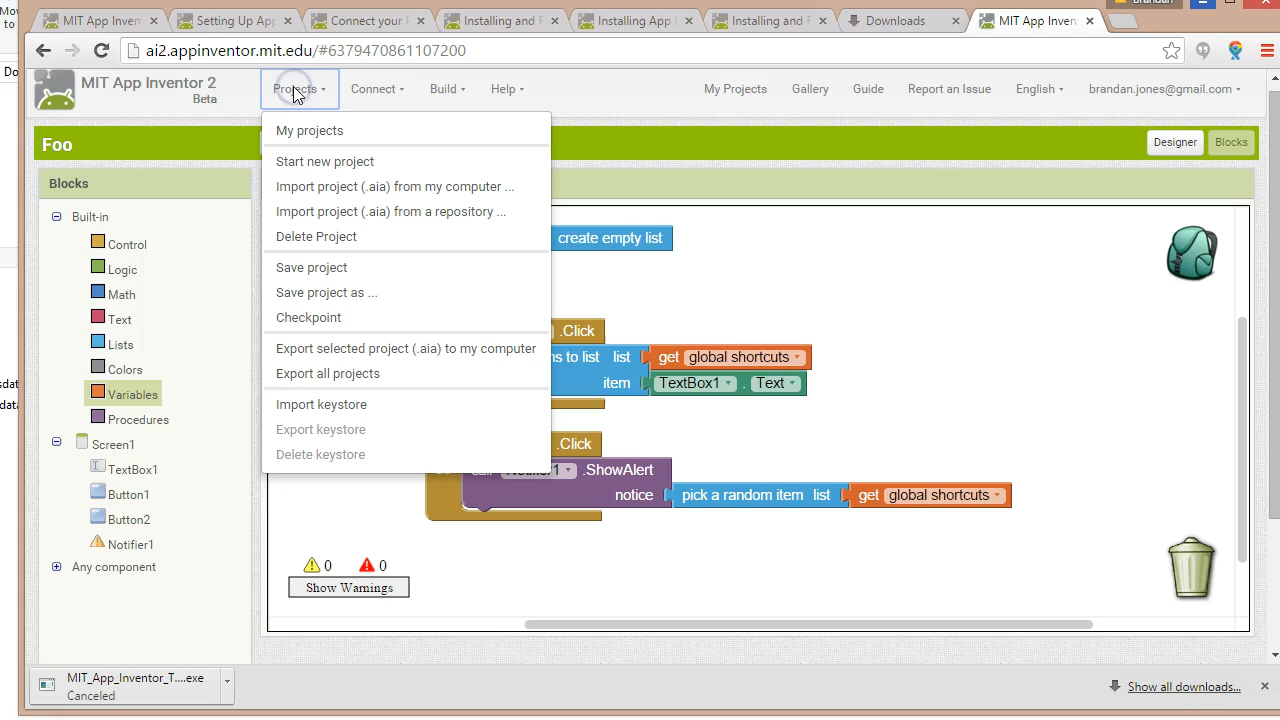 Brandan
MIT App Inven
Setting Up App
Connect your
Installing and
Installing App
Installing and
Downloads
MIT App Inven
ai2.appinventor.mit.edu/#6379470861107200
MIT App Inventor 2
Beta
Projects
Connect
Build
Help
My Projects
Gallery
Guide
Report an Issue
English
brandan.jones@gmail.com
Foo
Designer
Blocks
My projects
Start new project
Import project (.aia) from my computer ...
Import project (.aia) from a repository ...
Delete Project
Save project
Save project as ...
Checkpoint
Export selected project (.aia) to my computer
Export all projects
Import keystore
Export keystore
Delete keystore
Blocks
Built-in
Control
Logic
Math
Text
Lists
Colors
Variables
Procedures
Screen1
TextBox1
Button1
Button2
Notifier1
Any component
create empty list
.Click
ms to list list get global shortcuts
item TextBox1 . Text
.Click
call Notifier1 .ShowAlert
notice pick a random item list get global shortcuts
0 0
Show Warnings
MIT_App_Inventor_T....exe
Canceled
Show all downloads...